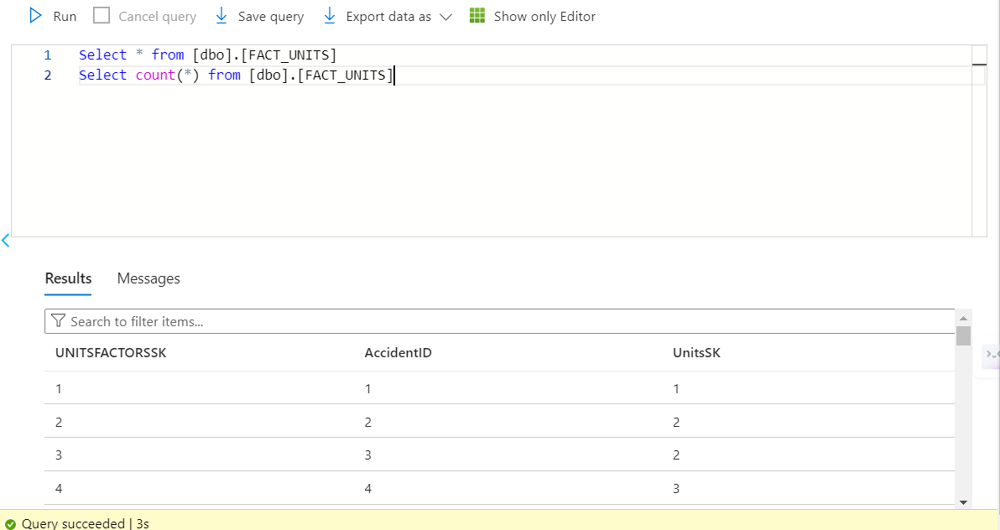 Run Cancel query Save query Export data as Show only Editor
1 Select * from [dbo].[FACT_UNITS]
2 Select count(*) from [dbo].[FACT_UNITS]
Results Messages
Search to filter items...
UNITSFACTORSSK AccidentID UnitsSK
1 1 1
2 2 2
3 3 2
4 4 3
Query succeeded | 3s